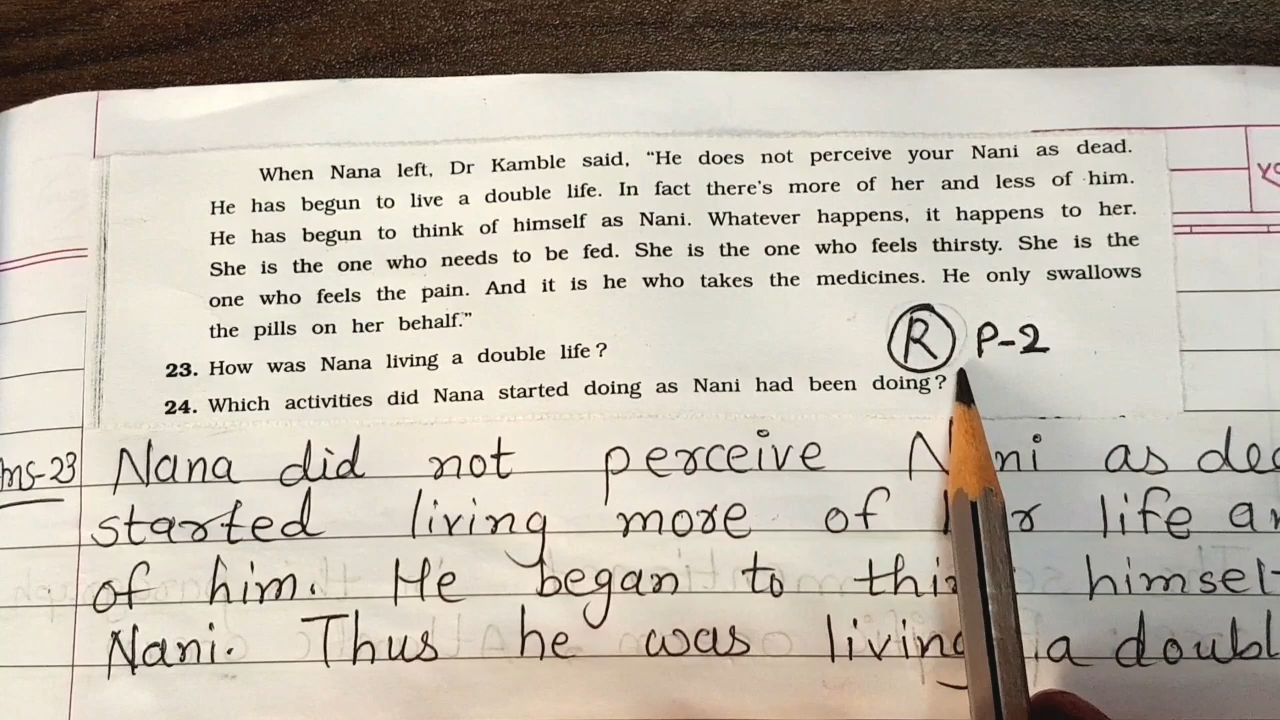 When Nana left, Dr Kamble said, “He does not perceive your Nani as dead.
He has begun to live a double life. In fact there's more of her and less of him.
He has begun to think of himself as Nani. Whatever happens, it happens to her.
She is the one who needs to be fed. She is the one who feels thirsty. She is the
one who feels the pain. And it is he who takes the medicines. He only swallows
the pills on her behalf.”
R P-2
23. How was Nana living a double life?
24. Which activities did Nana started doing as Nani had been doing?
Ans-23 Nana did not perceive Nani as
started living more of life
of him. He began to
Nani. Thus he was living a